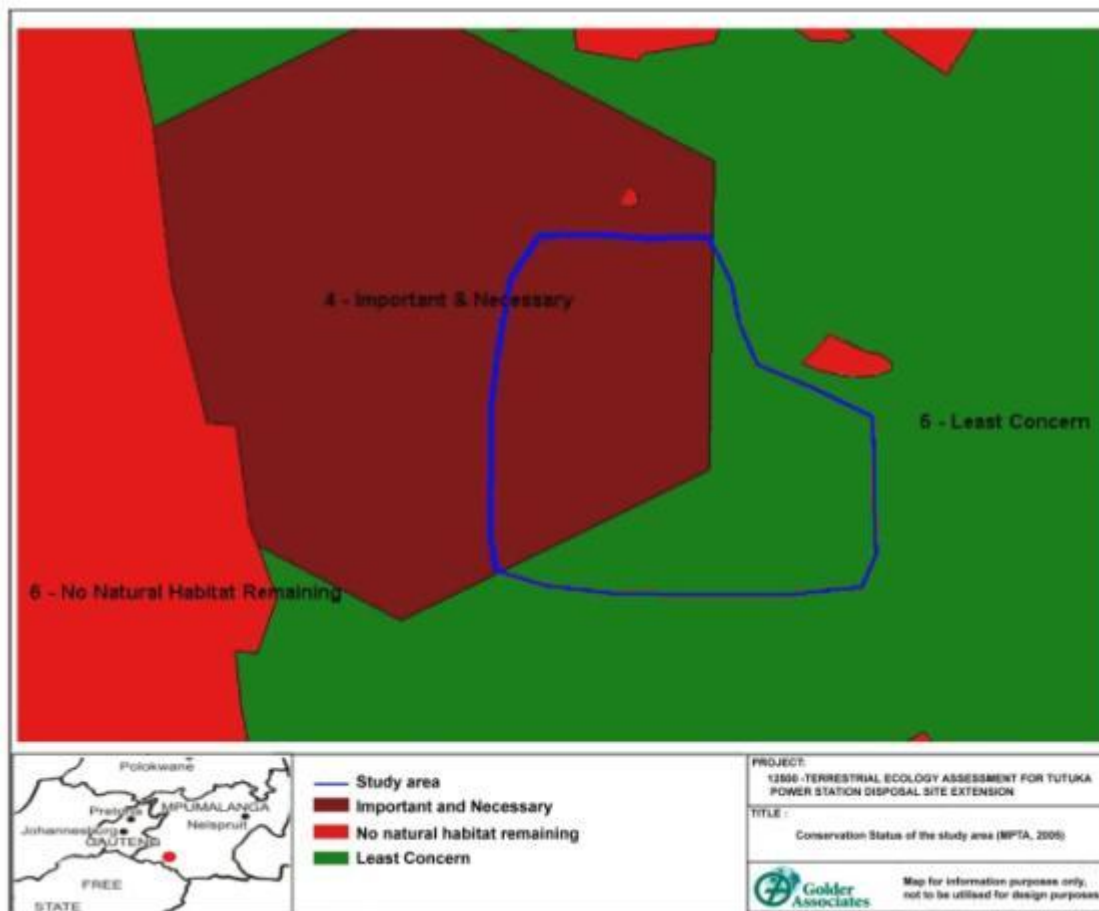 4 - Important & Necessary
5 - Least Concern
6 - No Natural Habitat Remaining
Polokwane
Pretoria
MPUMALANGA
Johannesburg
Nelspruit
GAUTENG
FREE
STATE
Study area
Important and Necessary
No natural habitat remaining
Least Concern
PROJECT:
12500 -TERRESTRIAL ECOLOGY ASSESSMENT FOR TUTUKA
POWER STATION DISPOSAL SITE EXTENSION
TITLE :
Conservation Status of the study area (MPTA, 2005)
Golder
Associates
Map for information purposes only,
not to be utilised for design purposes